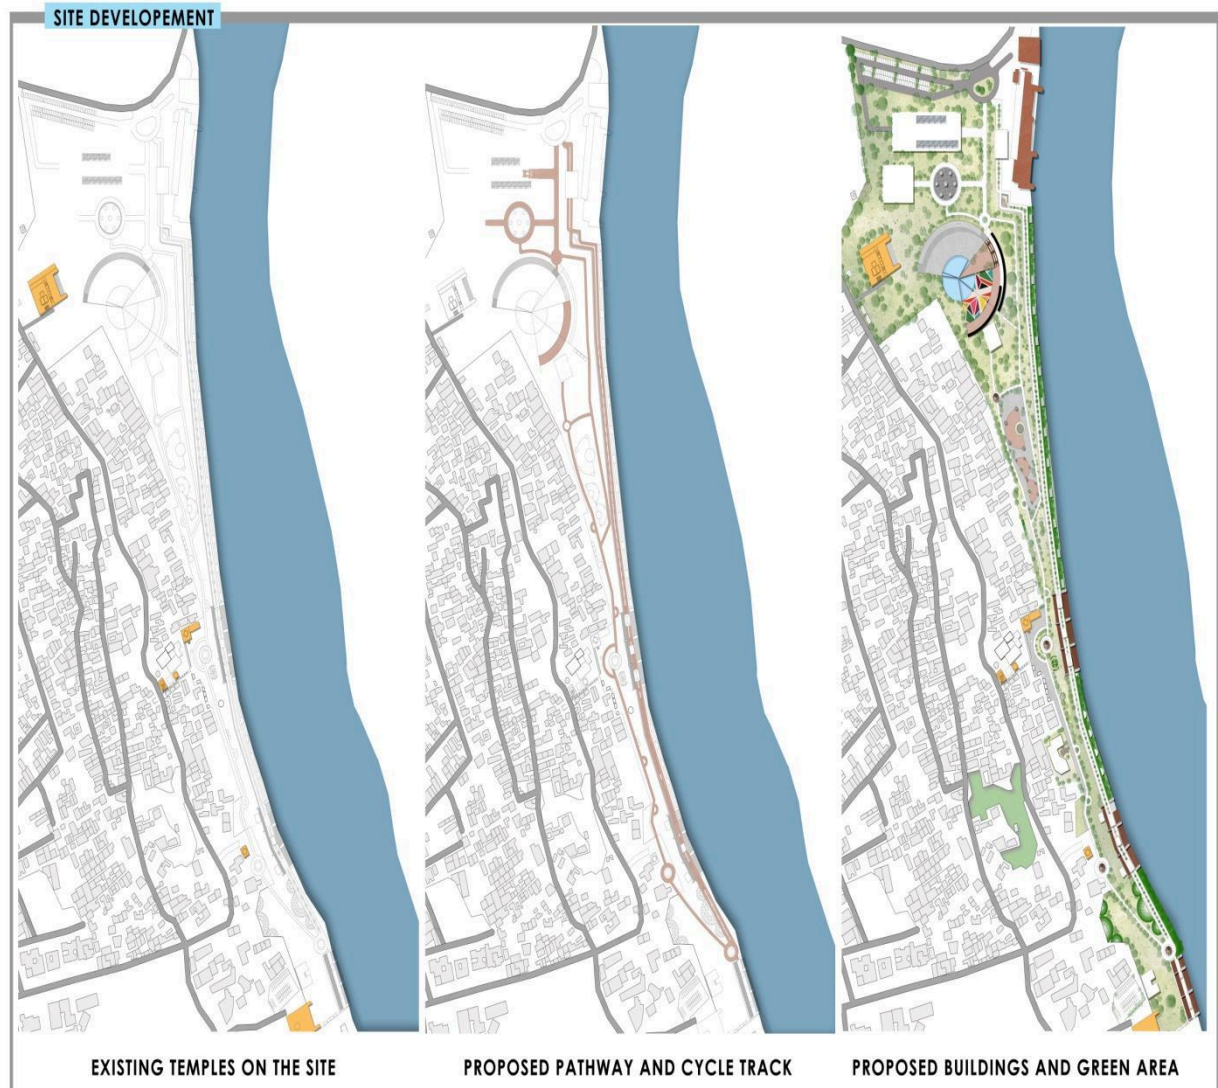 SITE DEVELOPEMENT
EXISTING TEMPLES ON THE SITE
PROPOSED PATHWAY AND CYCLE TRACK
PROPOSED BUILDINGS AND GREEN AREA